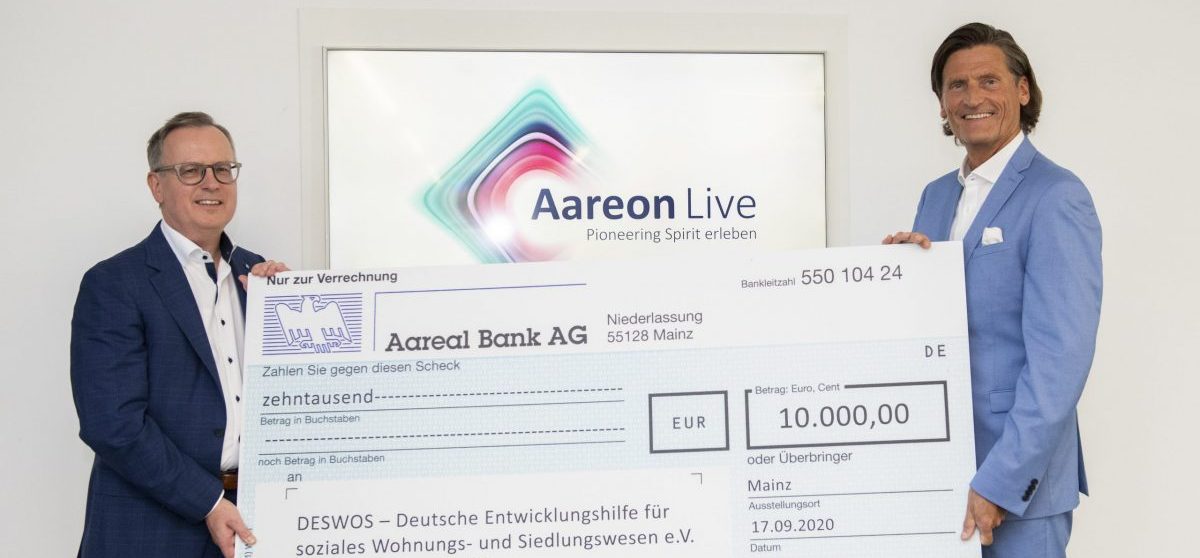 Aareon Live
Pioneering Spirit erleben
Nur zur Verrechnung
Bankleitzahl 550 104 24
Aareal Bank AG
Niederlassung
55128 Mainz
DE
Zahlen Sie gegen diesen Scheck
zehntausend------------------------------------
Betrag in Buchstaben
----------------------------------------------------
noch Betrag in Buchstaben
EUR
Betrag: Euro, Cent
10.000,00
oder Überbringer
an
DESWOS – Deutsche Entwicklungshilfe für
soziales Wohnungs- und Siedlungswesen e.V.
Mainz
Ausstellungsort
17.09.2020
Datum